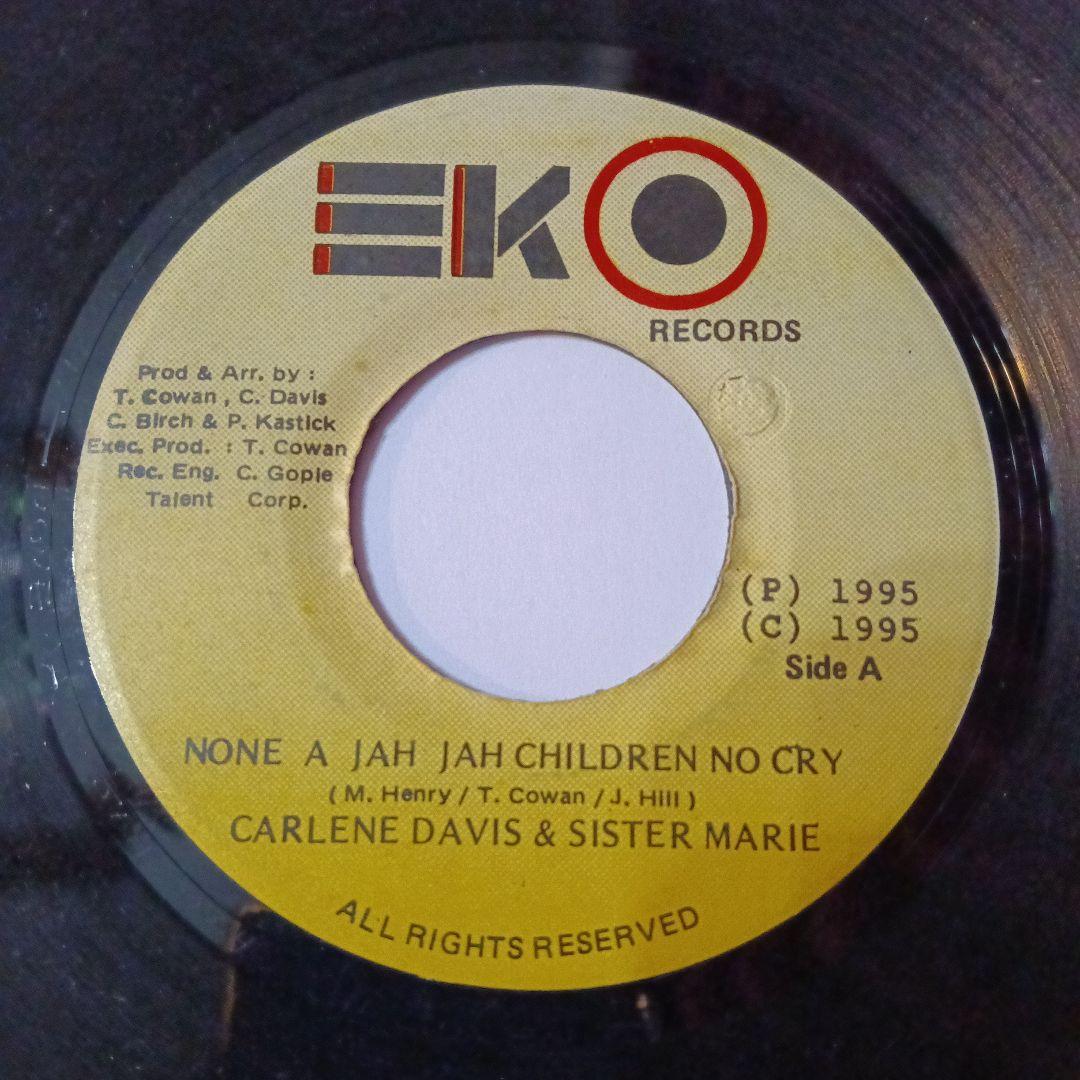 EKO
RECORDS
Prod & Arr. by :
T. Cowan , C. Davis
C. Birch & P. Kastick
Exec. Prod. : T. Cowan
Rec. Eng. C. Gopie
Talent Corp.
(P) 1995
(C) 1995
Side A
NONE A JAH JAH CHILDREN NO CRY
( M. Henry / T. Cowan / J. Hill )
CARLENE DAVIS & SISTER MARIE
ALL RIGHTS RESERVED